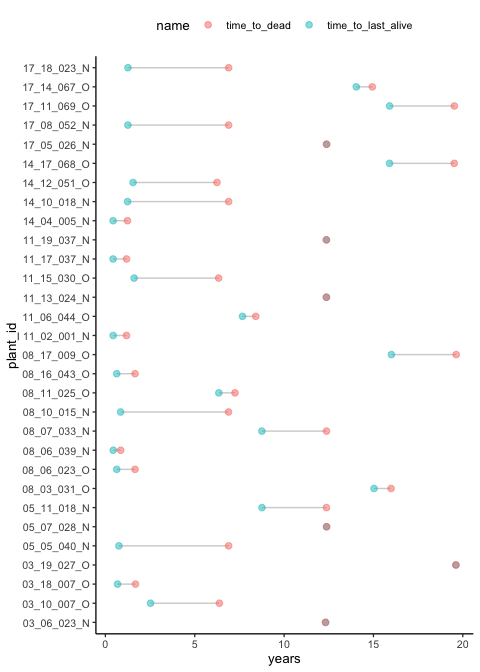 name time_to_dead time_to_last_alive
17_18_023_N
17_14_067_O
17_11_069_O
17_08_052_N
17_05_026_N
14_17_068_O
14_12_051_O
14_10_018_N
14_04_005_N
11_19_037_N
11_17_037_N
11_15_030_O
11_13_024_N
11_06_044_O
11_02_001_N
08_17_009_O
08_16_043_O
08_11_025_O
08_10_015_N
08_07_033_N
08_06_039_N
08_06_023_O
08_03_031_O
05_11_018_N
05_07_028_N
05_05_040_N
03_19_027_O
03_18_007_O
03_10_007_O
03_06_023_N
plant_id
0 5 10 15 20
years